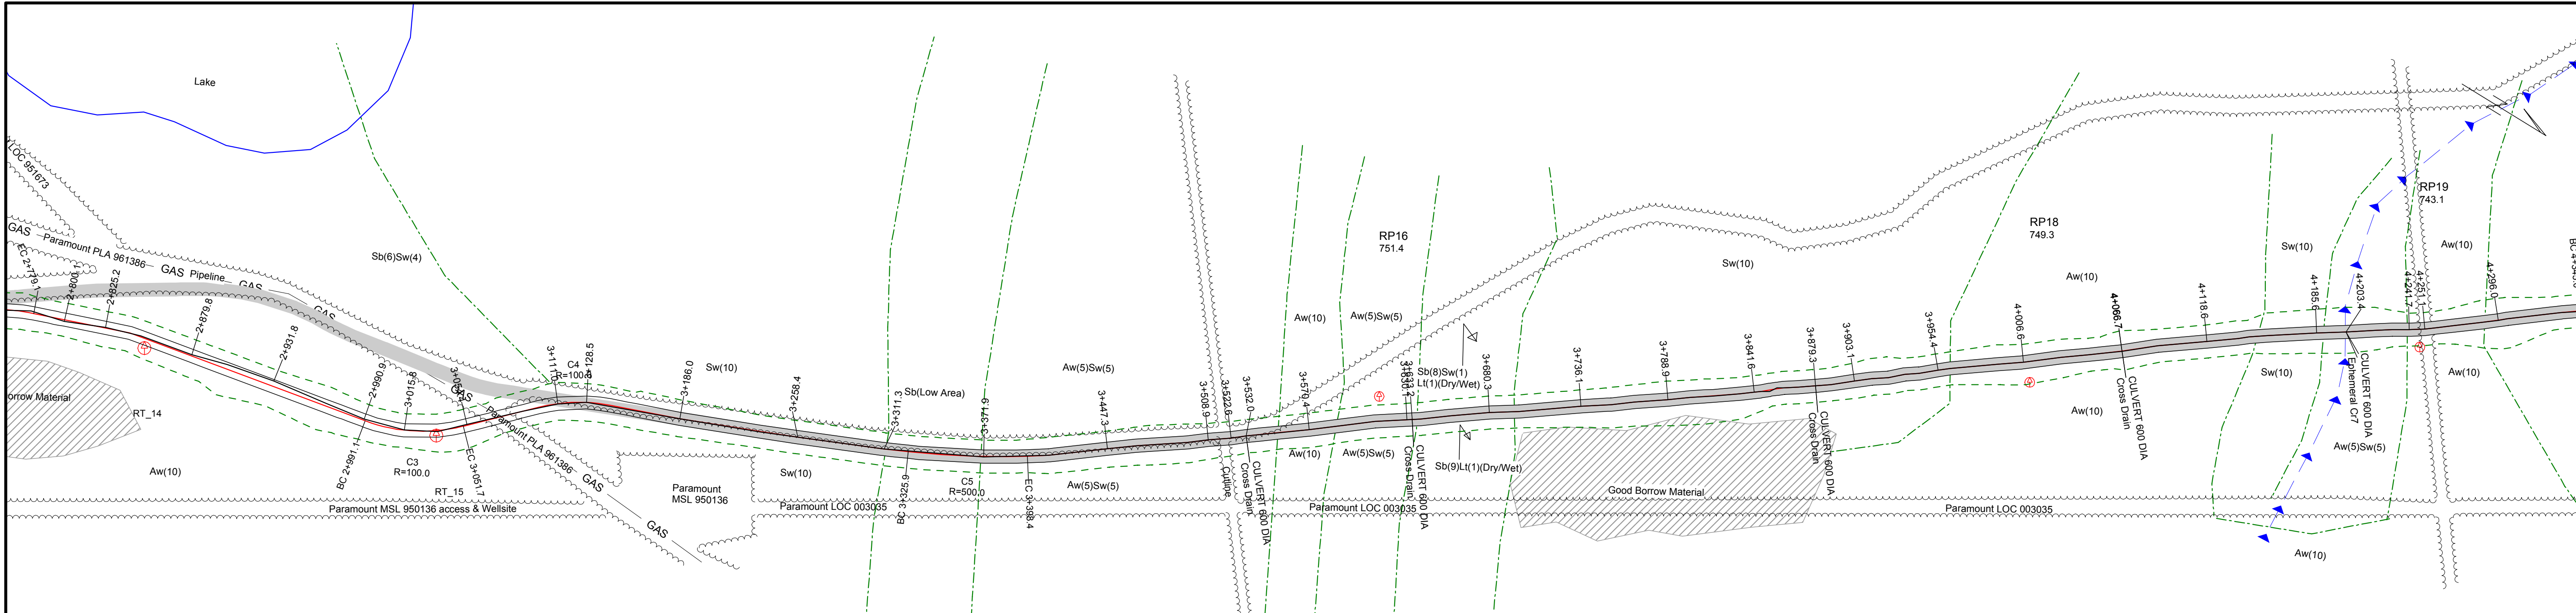 Lake
LOC 951673
GAS
Paramount PLA 961386
GAS
Pipeline
GAS
GAS
EC 2+779.1
2+800.1
2+825.2
2+879.8
2+931.8
2+990.9
3+015.8
GAS
Paramount PLA 961386
GAS
GAS
orrow Material
RT_14
Aw(10)
BC 2+991.1
C3
R=100.0
RT_15
EC 3+051.7
Paramount MSL 950136 access & Wellsite
Sb(6)Sw(4)
C4
3+128.5
3+186.0
Sw(10)
3+258.4
3+311.3
Sb(Low Area)
3+371.9
Aw(5)Sw(5)
3+447.3
3+508.9
3+522.6
3+532.0
3+570.4
Paramount
MSL 950136
Sw(10)
Paramount LOC 003035
BC 3+325.9
C5
R=500.0
EC 3+398.4
Aw(5)Sw(5)
Cutline
Cross Drain
CULVERT 600 DIA
Aw(10)
Aw(10)
Aw(5)Sw(5)
Aw(5)Sw(5)
RP16
751.4
Cross Drain
CULVERT 600 DIA
Sb(8)Sw(1)
Lt(1)(Dry/Wet)
Sb(9)Lt(1)(Dry/Wet)
3+680.3
3+736.1
3+788.9
3+841.6
3+879.3
3+903.1
3+954.4
4+006.6
Paramount LOC 003035
Good Borrow Material
Sw(10)
Cross Drain
CULVERT 600 DIA
RP18
749.3
Aw(10)
4+066.7
4+118.6
4+185.6
4+203.4
4+241.7
4+251.1
4+296.0
Aw(10)
Cross Drain
CULVERT 600 DIA
Paramount LOC 003035
Sw(10)
Sw(10)
Ephemeral Cr7
CULVERT 600 DIA
Aw(5)Sw(5)
Aw(10)
RP19
743.1
Aw(10)
Aw(10)